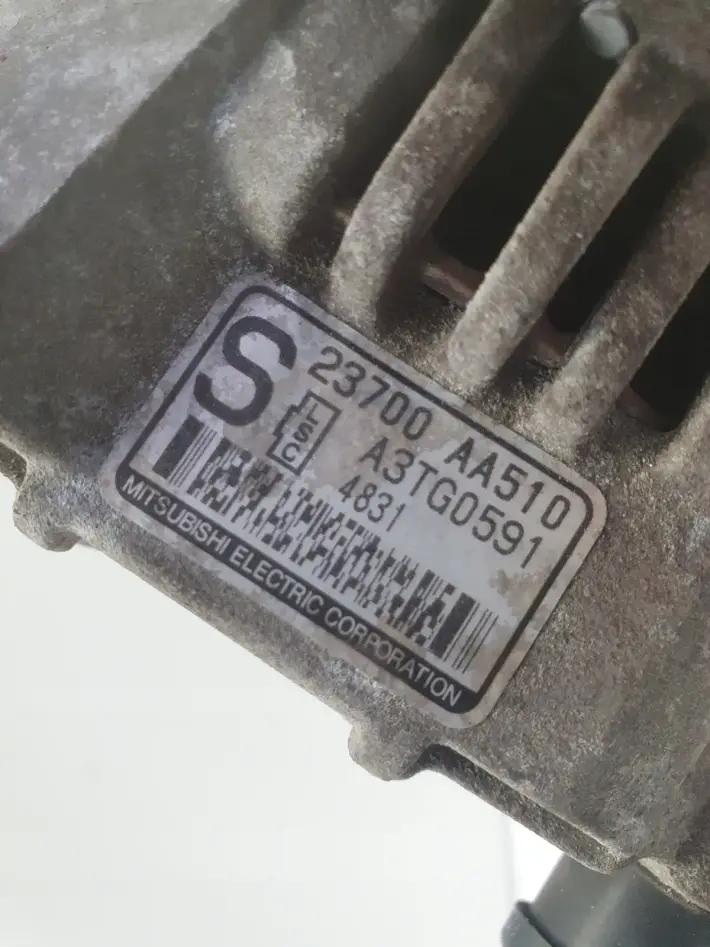 S
23700 AA510
LSC
A3TG0591
4831
MITSUBISHI ELECTRIC CORPORATION